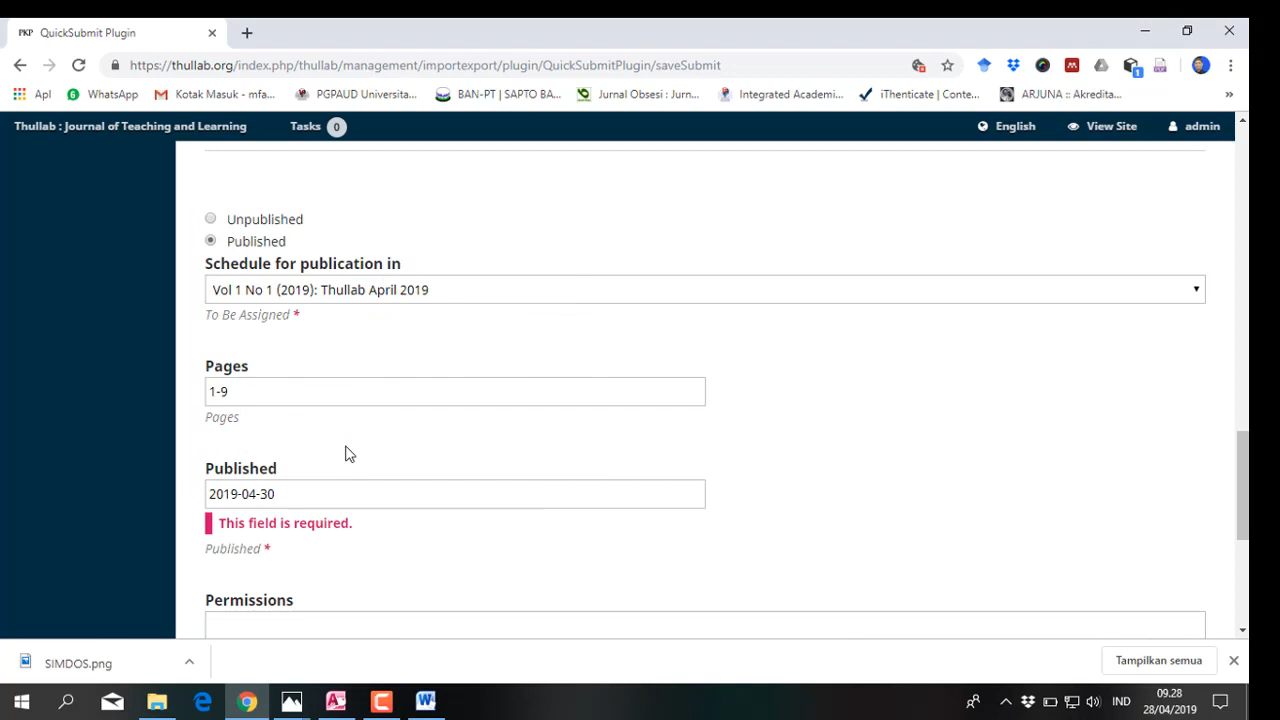 PKP QuickSubmit Plugin
https://thullab.org/index.php/thullab/management/importexport/plugin/QuickSubmitPlugin/saveSubmit
Apl WhatsApp Kotak Masuk - mfa... PGPAUD Universita... BAN-PT | SAPTO BA... Jurnal Obsesi : Jurn... Integrated Academi... iThenticate | Conte... ARJUNA :: Akredita... »
Thullab : Journal of Teaching and Learning Tasks 0 English View Site admin
Unpublished
Published
Schedule for publication in
Vol 1 No 1 (2019): Thullab April 2019
To Be Assigned *
Pages
1-9
Pages
Published
2019-04-30
This field is required.
Published *
Permissions
SIMDOS.png Tampilkan semua
IND
09.28
28/04/2019